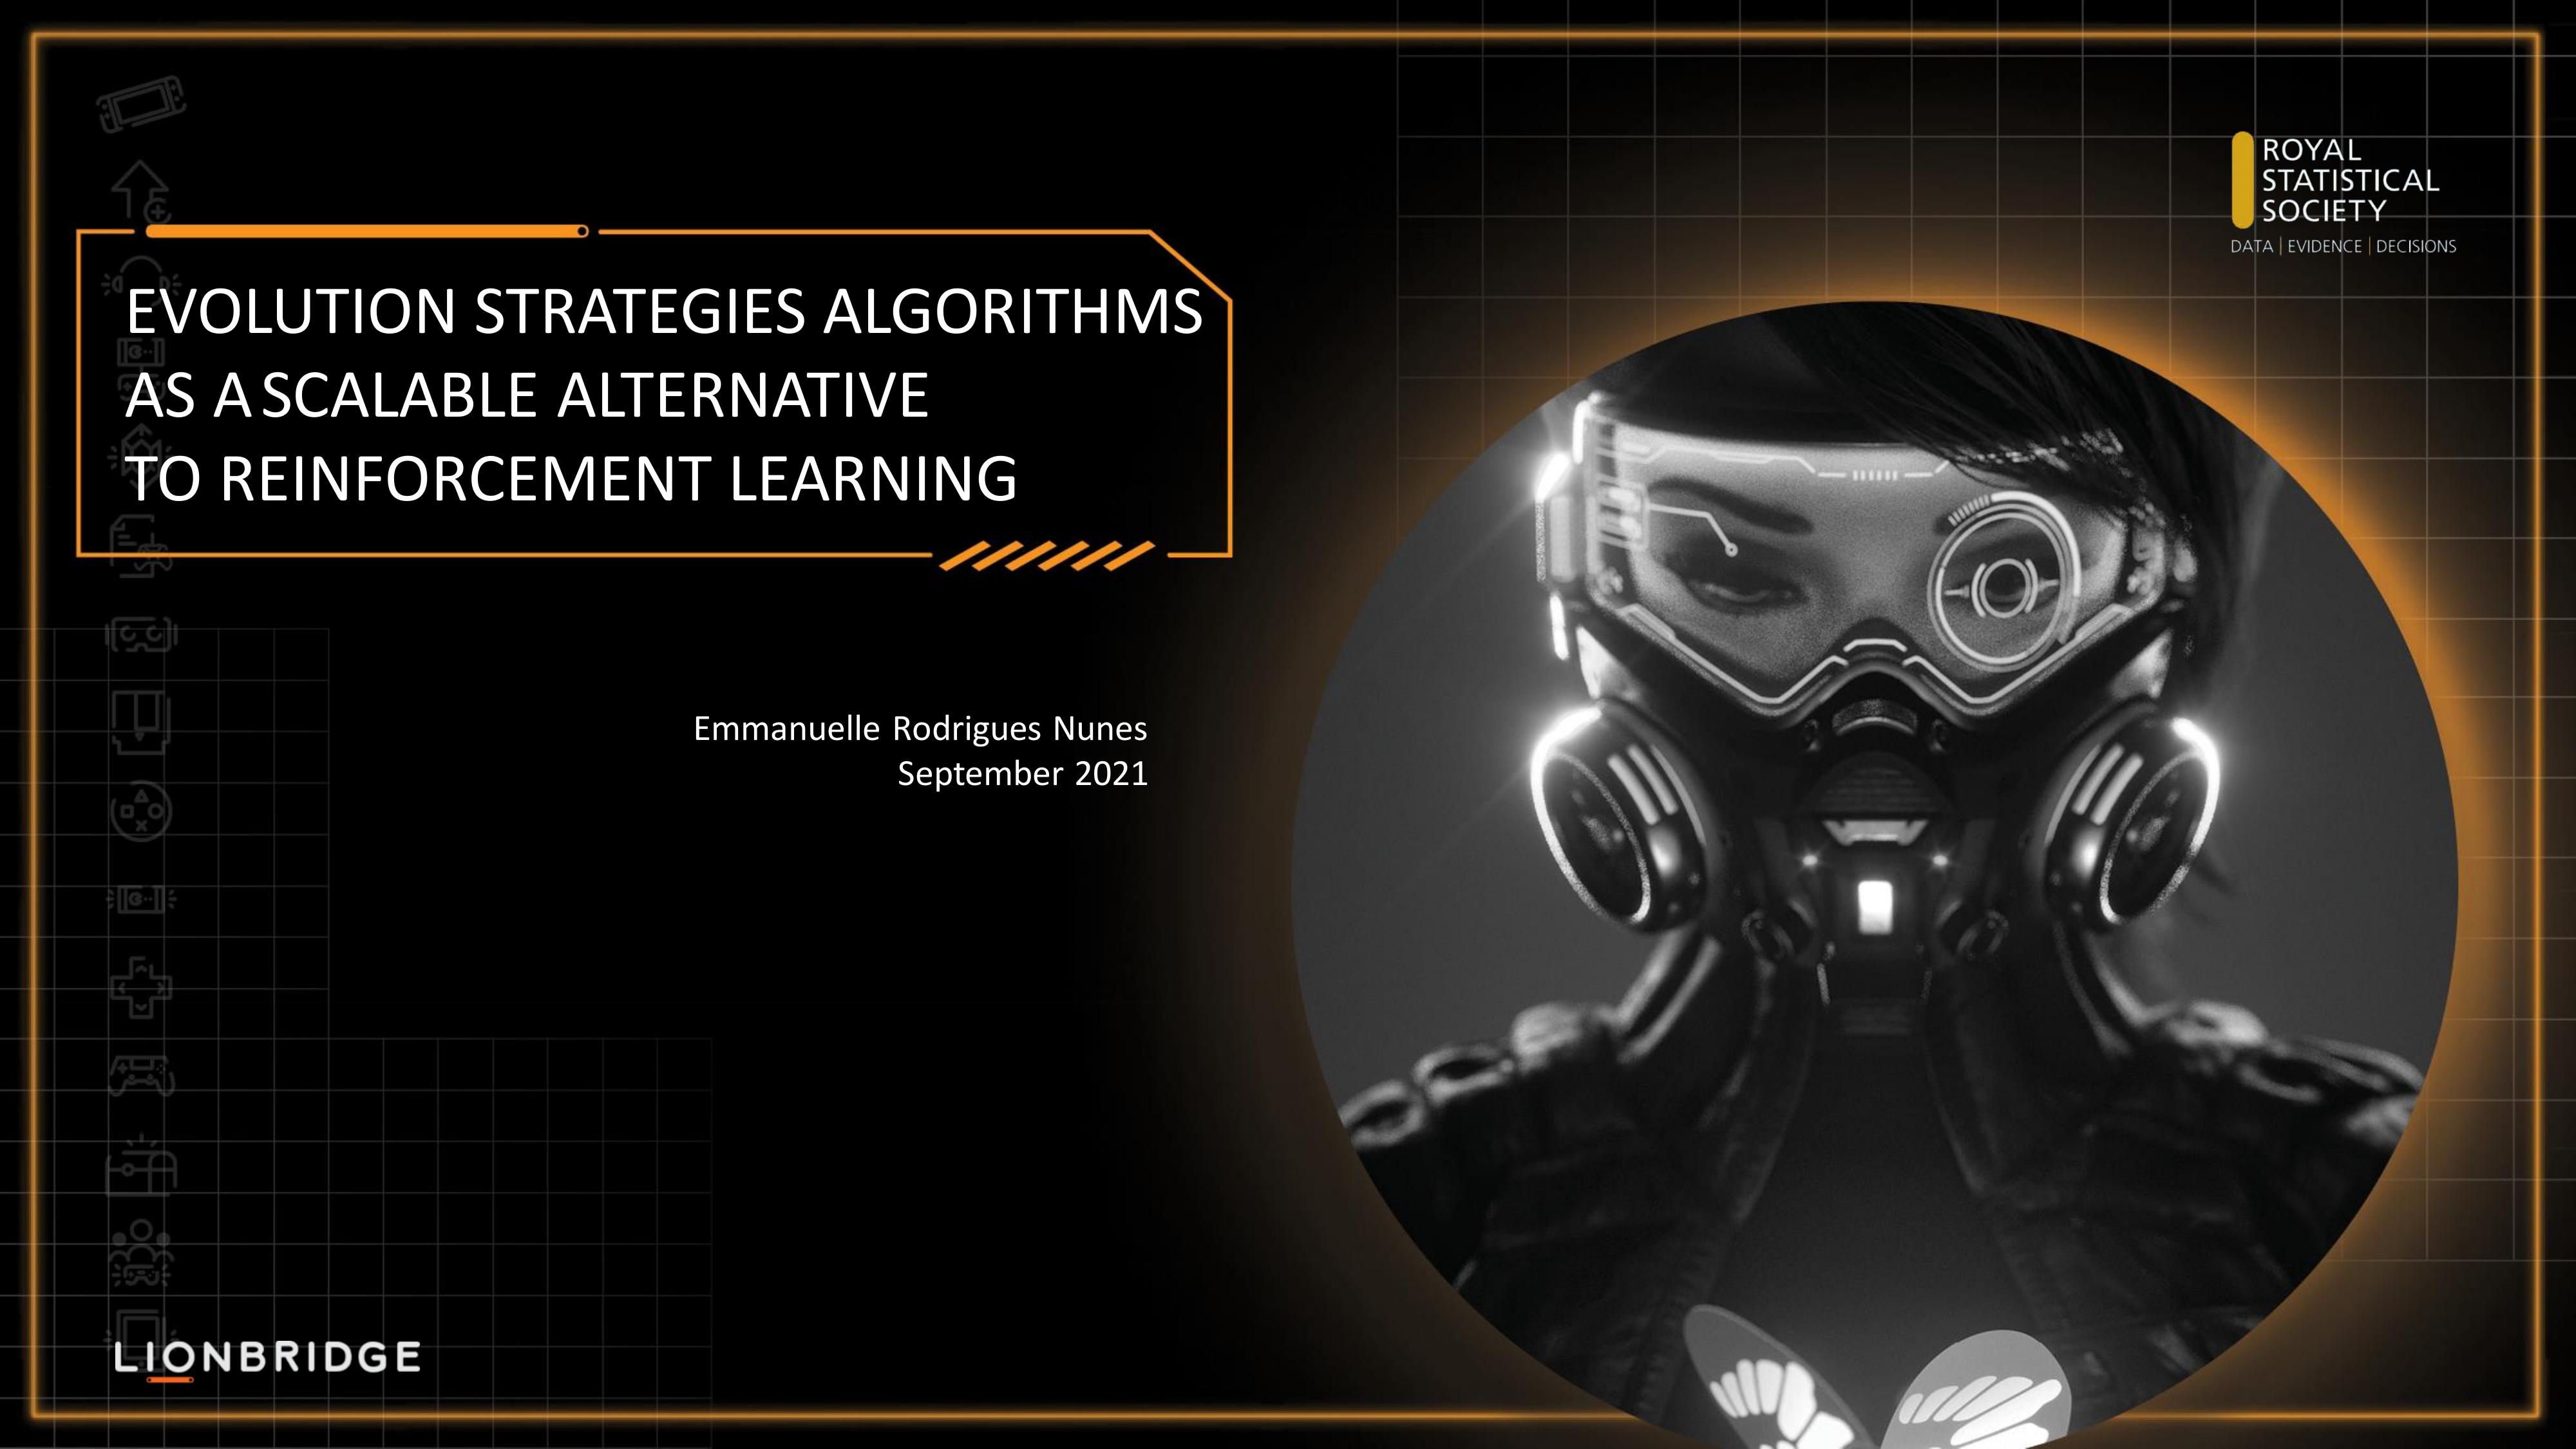 ROYAL
STATISTICAL
SOCIETY
DATA | EVIDENCE | DECISIONS
EVOLUTION STRATEGIES ALGORITHMS
AS A SCALABLE ALTERNATIVE
TO REINFORCEMENT LEARNING
Emmanuelle Rodrigues Nunes
September 2021
LIONBRIDGE